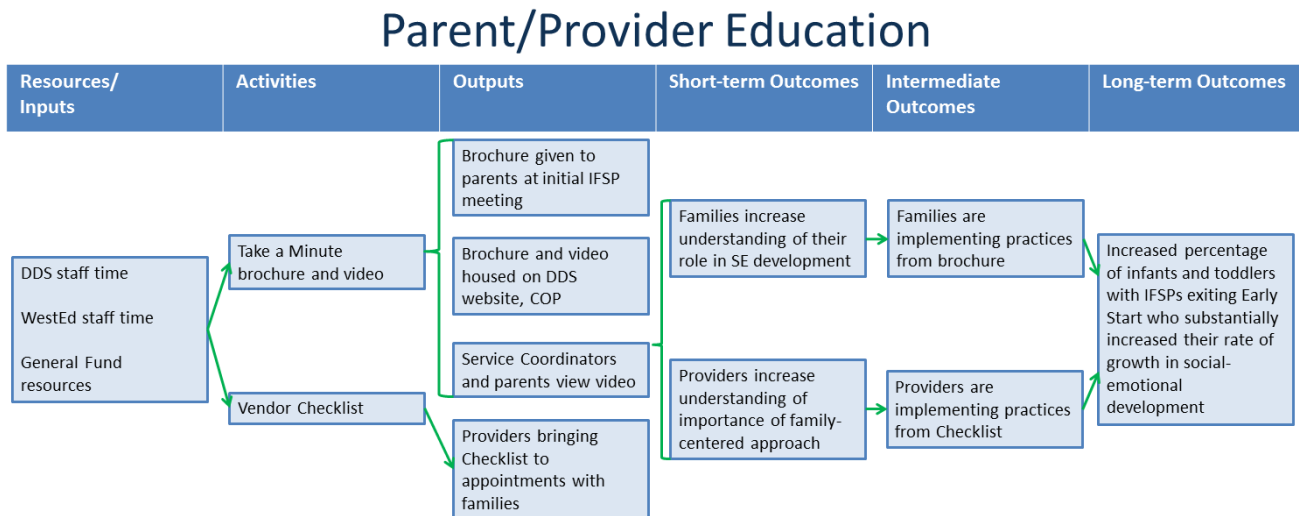 Parent/Provider Education
Resources/
Inputs
Activities
Outputs
Short-term Outcomes
Intermediate
Outcomes
Long-term Outcomes
DDS staff time
WestEd staff time
General Fund
resources
Take a Minute
brochure and video
Vendor Checklist
Brochure given to
parents at initial IFSP
meeting
Brochure and video
housed on DDS
website, COP
Service Coordinators
and parents view video
Providers bringing
Checklist to
appointments with
families
Families increase
understanding of their
role in SE development
Providers increase
understanding of
importance of family-
centered approach
Families are
implementing practices
from brochure
Providers are
implementing practices
from Checklist
Increased percentage
of infants and toddlers
with IFSPs exiting Early
Start who substantially
increased their rate of
growth in social-
emotional
development